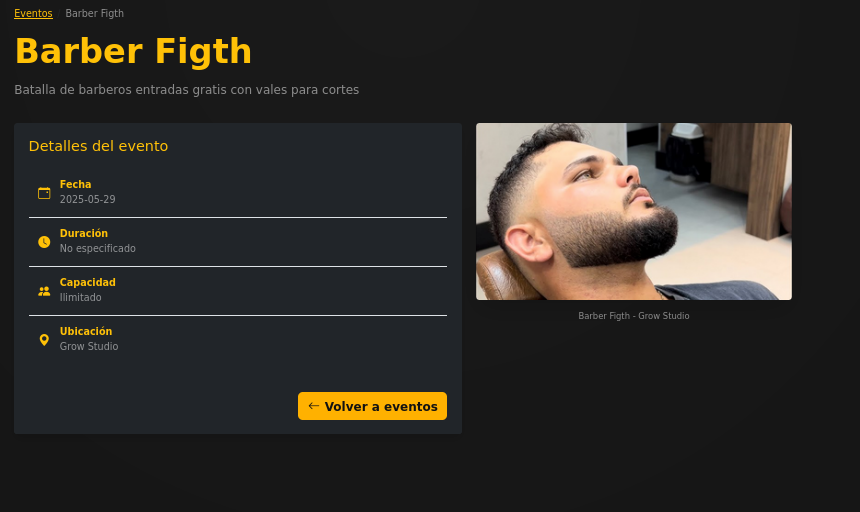 Eventos Barber Figth
Barber Figth
Batalla de barberos entradas gratis con vales para cortes
Detalles del evento
Fecha
2025-05-29
Duración
No especificado
Capacidad
Ilimitado
Ubicación
Grow Studio
← Volver a eventos
Barber Figth - Grow Studio